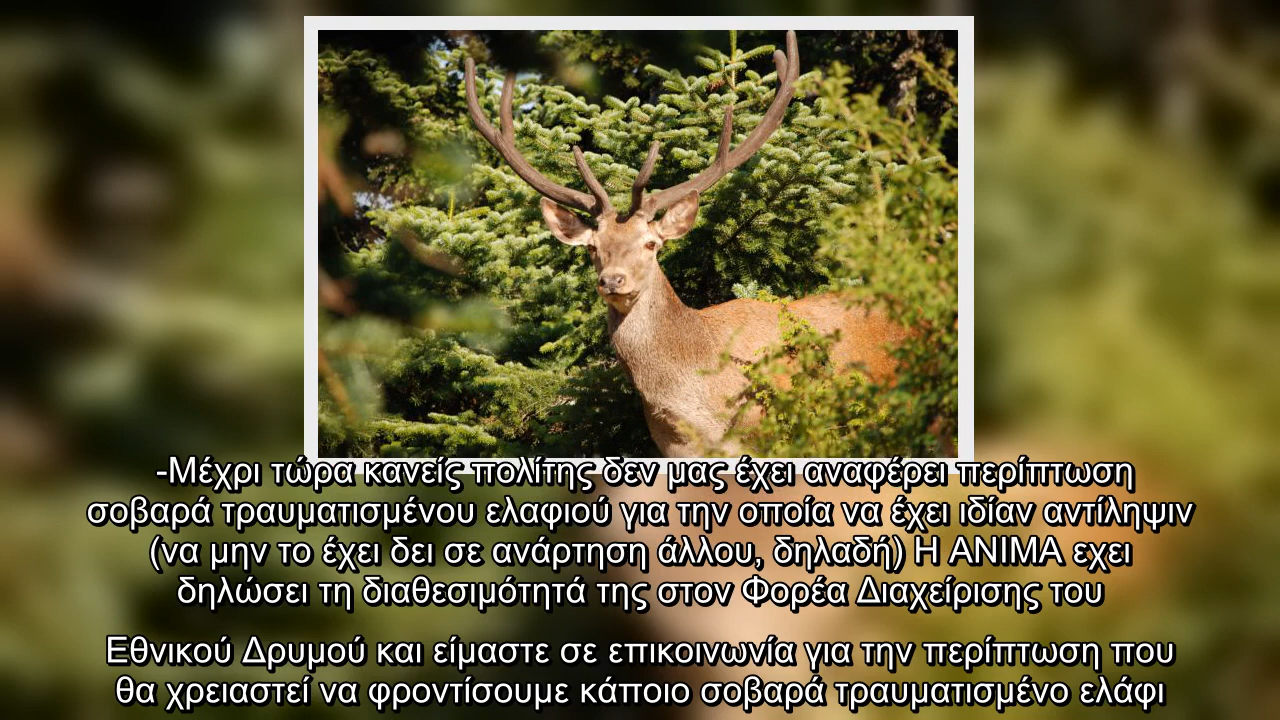 -Μέχρι τώρα κανείς πολίτης δεν μας έχει αναφέρει περίπτωση
σοβαρά τραυματισμένου ελαφιού για την οποία να έχει ιδίαν αντίληψιν
(να μην το έχει δει σε ανάρτηση άλλου, δηλαδή) Η ΑΝΙΜΑ εχει
δηλώσει τη διαθεσιμότητά της στον Φορέα Διαχείρισης του
Εθνικού Δρυμού και είμαστε σε επικοινωνία για την περίπτωση που
θα χρειαστεί να φροντίσουμε κάποιο σοβαρά τραυματισμένο ελάφι